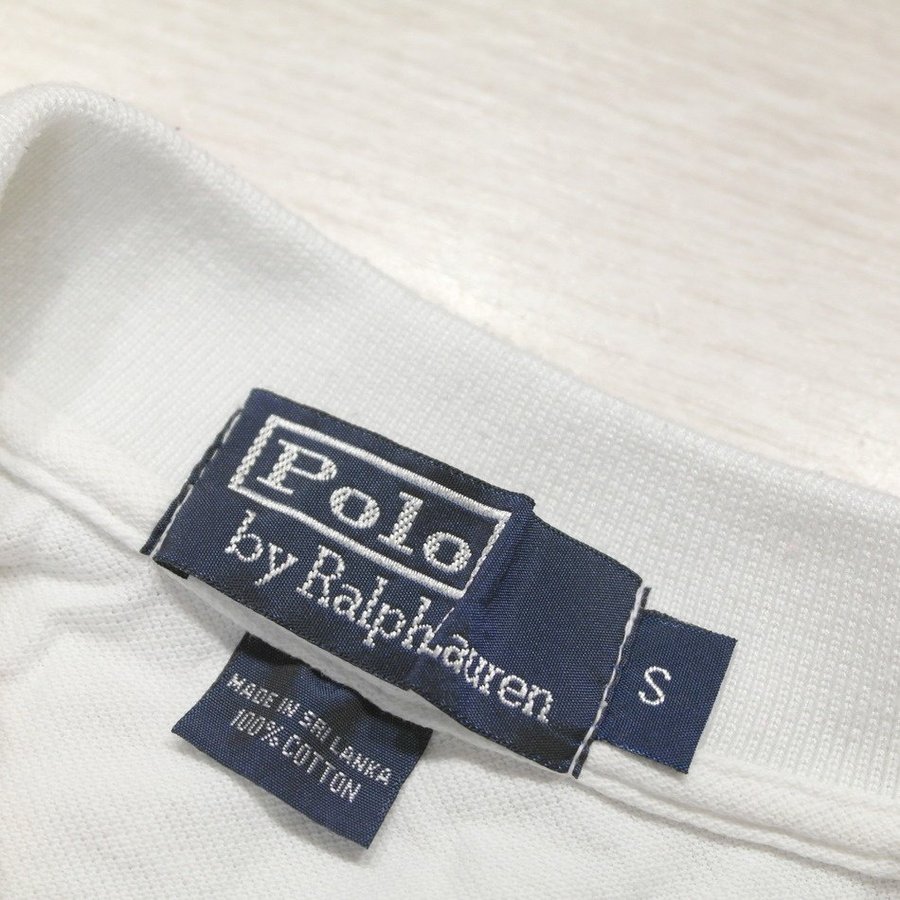 Polo
by Ralph Lauren
S
MADE IN SRI LANKA
100% COTTON